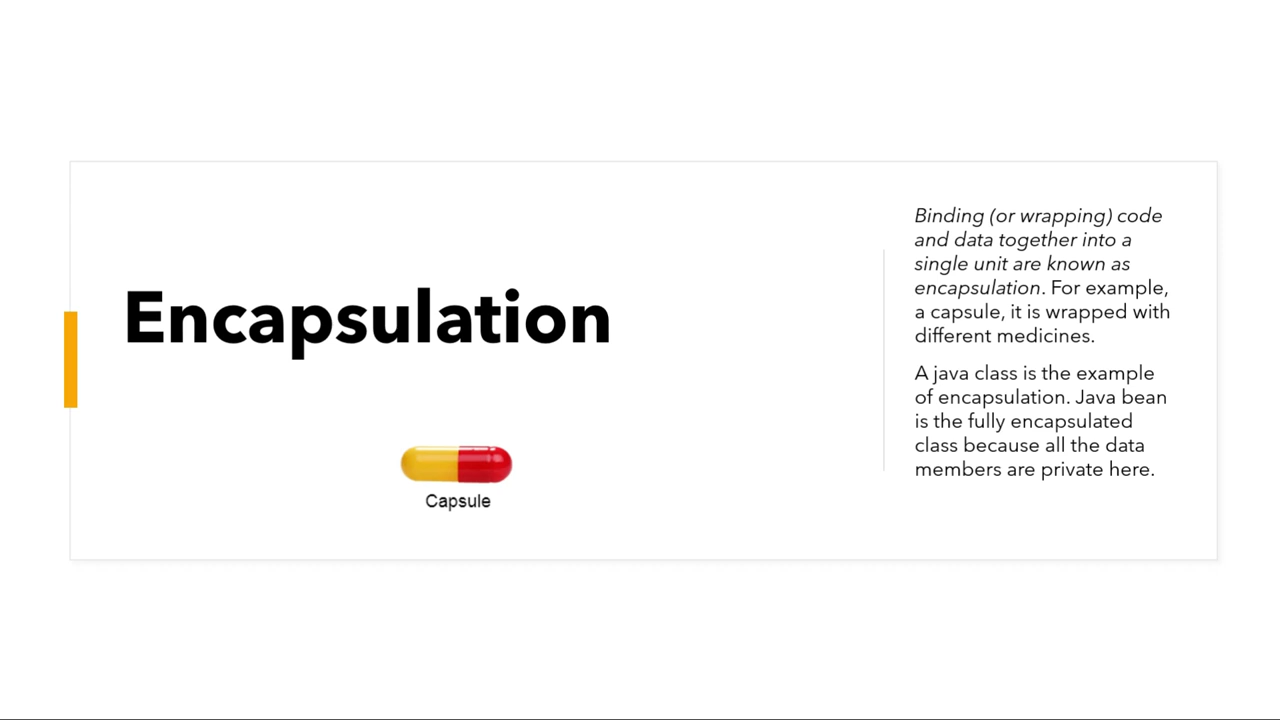 Encapsulation
Capsule
Binding (or wrapping) code
and data together into a
single unit are known as
encapsulation. For example,
a capsule, it is wrapped with
different medicines.
A java class is the example
of encapsulation. Java bean
is the fully encapsulated
class because all the data
members are private here.